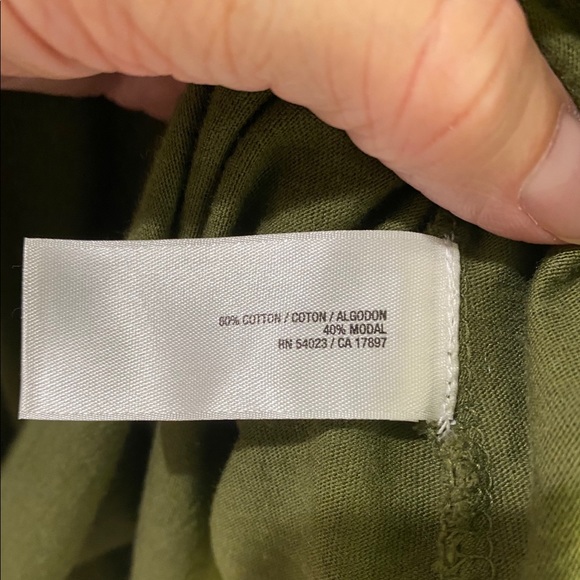 60% COTTON / COTON / ALGODON
40% MODAL
RN 54023 / CA 17897